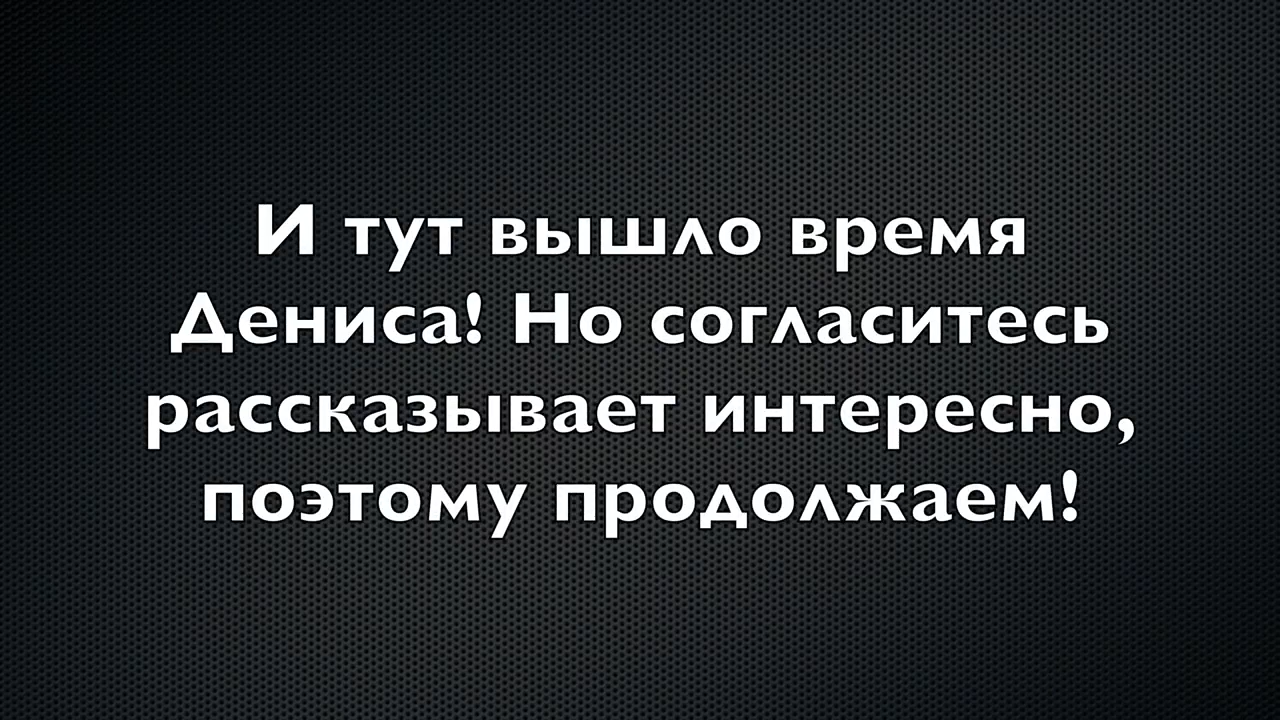 И тут вышло время
Дениса! Но согласитесь
рассказывает интересно,
поэтому продолжаем!